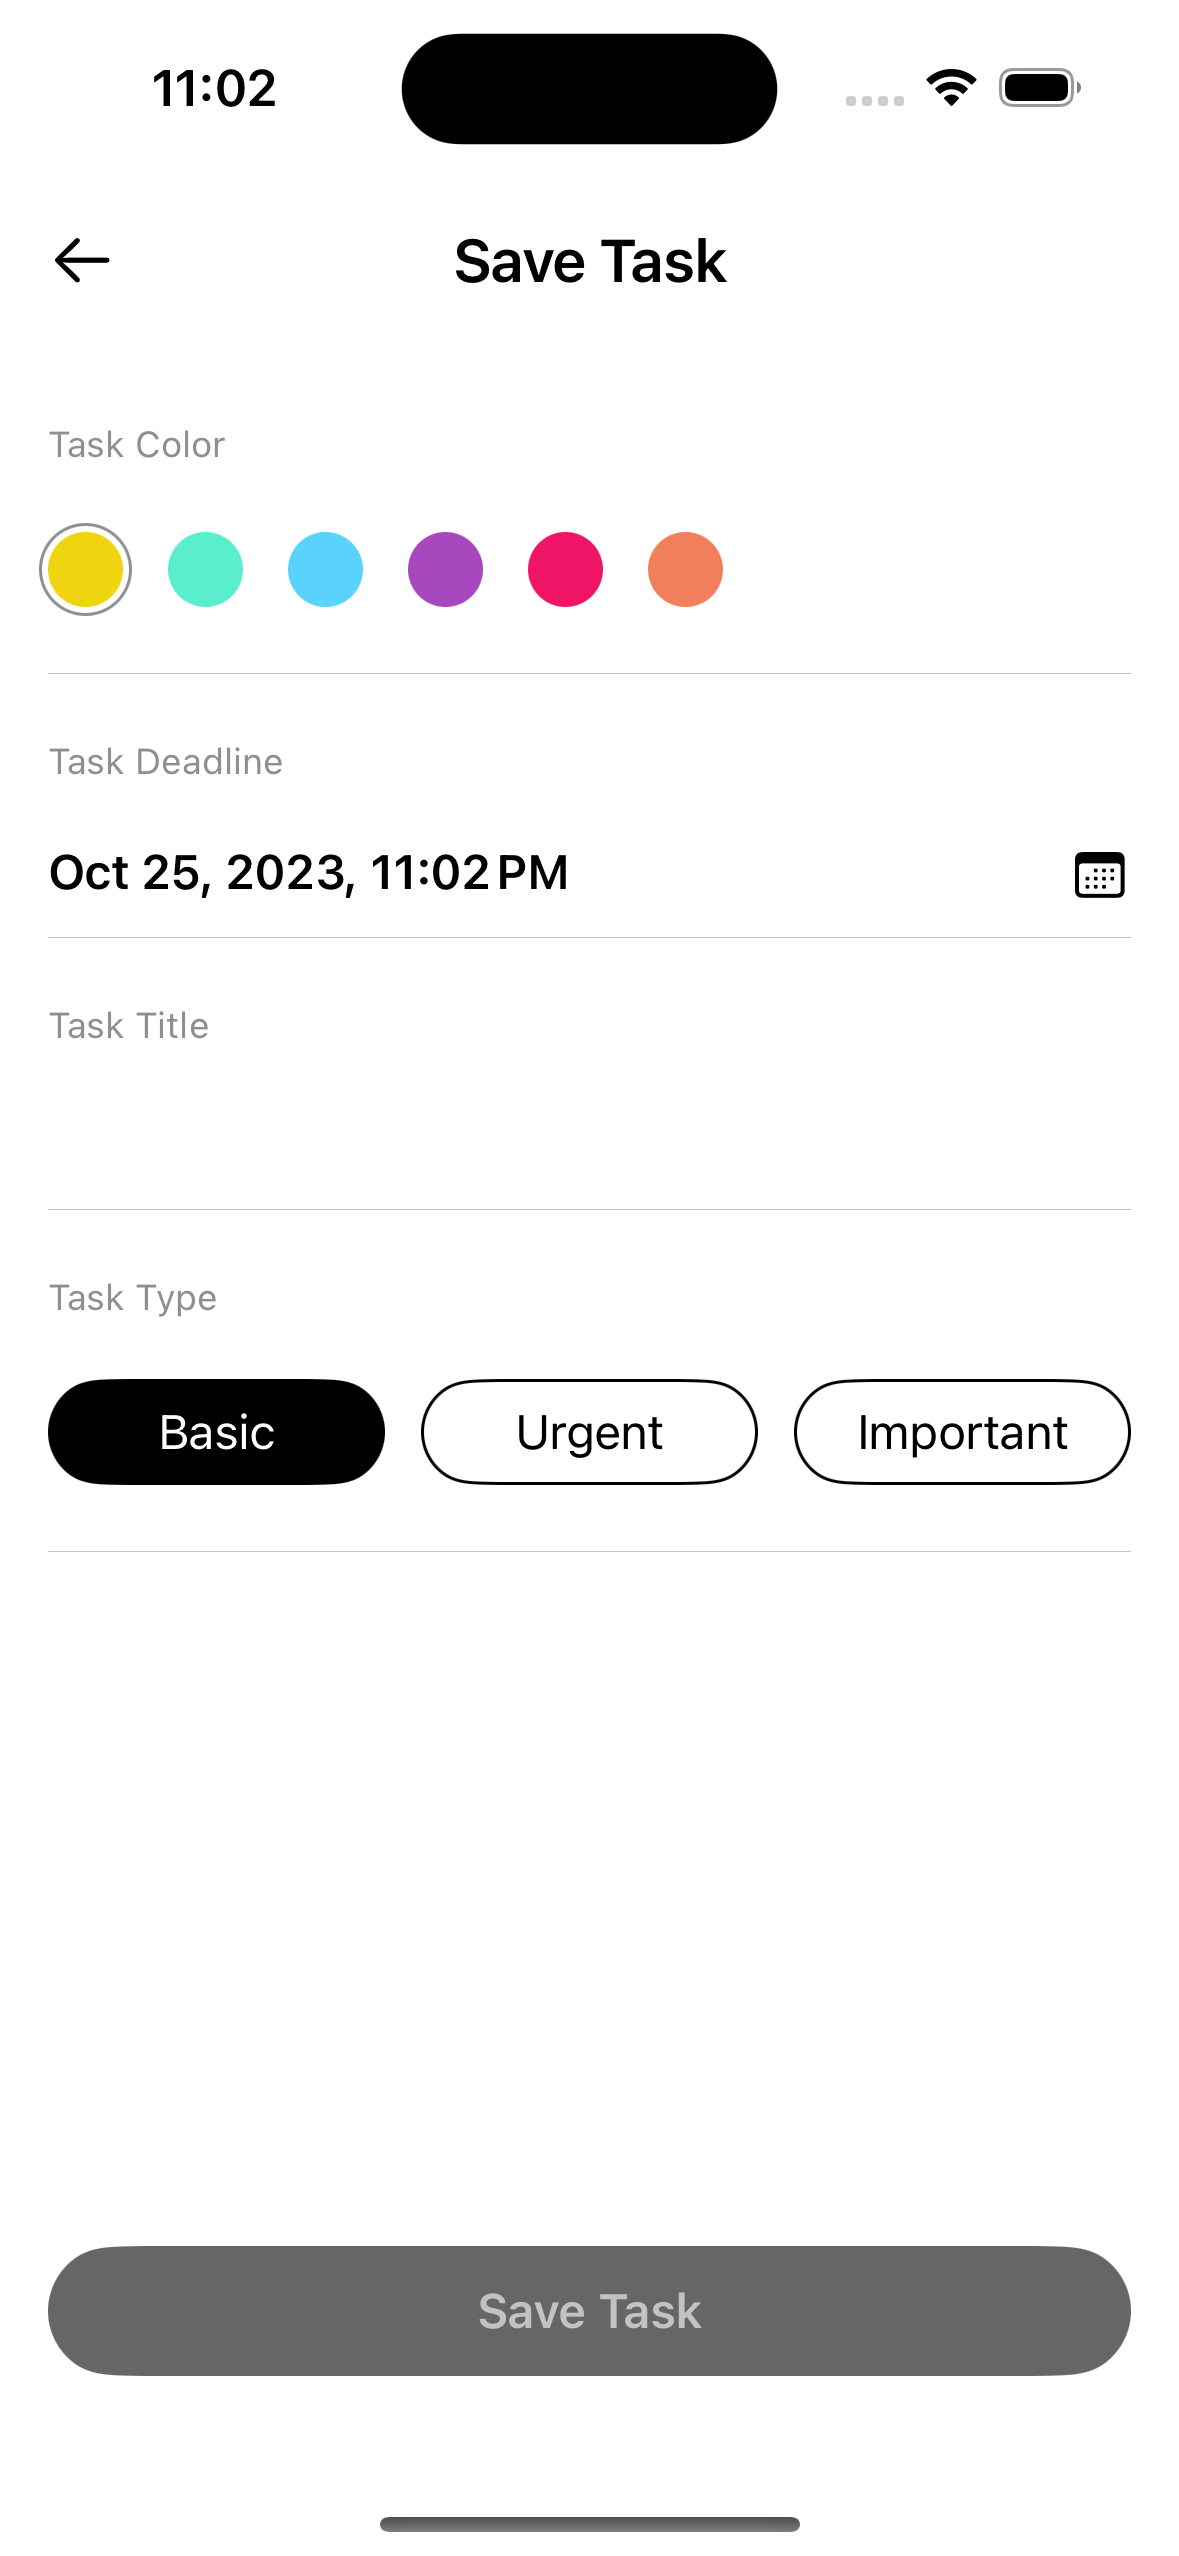 11:02
Save Task
Task Color
Task Deadline
Oct 25, 2023, 11:02 PM
Task Title
Task Type
Basic Urgent Important
Save Task